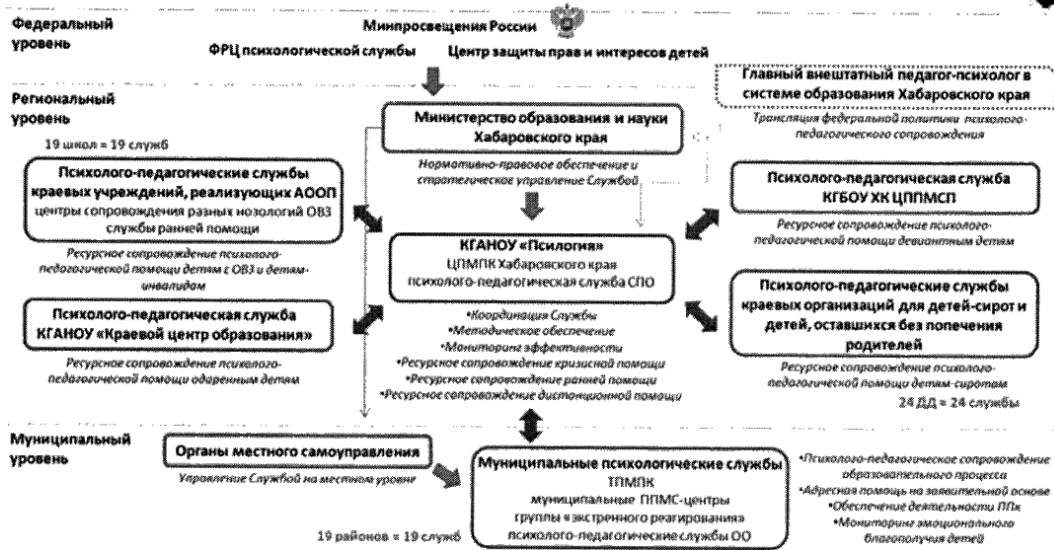 Федеральный
уровень
Минпросвещения России
ФРЦ психологической службы
Центр защиты прав и интересов детей
Главный внештатный педагог-психолог в
системе образования Хабаровского края
Трансляция федеральной политики психолого-
педагогического сопровождения
Региональный
уровень
Министерство образования и науки
Хабаровского края
Нормативно-правовое обеспечение и
стратегическое управление Службой
19 школ = 19 служб
Психолого-педагогические службы
краевых учреждений, реализующих АООП
центры сопровождения разных нозологий ОВЗ
службы ранней помощи
Ресурсное сопровождение психолого-
педагогической помощи детям с ОВЗ и детям-
инвалидам
Психолого-педагогическая служба
КГАНОУ «Краевой центр образования»
Ресурсное сопровождение психолого-
педагогической помощи одаренным детям
КГАНОУ «Псилогия»
ЦПМПК Хабаровского края
психолого-педагогическая служба СПО
•Координация Службы
•Методическое обеспечение
•Мониторинг эффективности
•Ресурсное сопровождение кризисной помощи
•Ресурсное сопровождение ранней помощи
•Ресурсное сопровождение дистанционной помощи
Психолого-педагогическая служба
КГБОУ ХК ЦППМСП
Ресурсное сопровождение психолого-
педагогической помощи девиантным детям
Психолого-педагогические службы
краевых организаций для детей-сирот и
детей, оставшихся без попечения
родителей
Ресурсное сопровождение психолого-
педагогической помощи детям-сиротам
24 ДД = 24 службы
Муниципальный
уровень
Органы местного самоуправления
Управление Службой на местном уровне
19 районов = 19 служб
Муниципальные психологические службы
ТПМПК
муниципальные ППМС-центры
группы «экстренного реагирования»
психолого-педагогические службы ОО
•Психолого-педагогическое сопровождение
образовательного процесса
•Адресная помощь на заявительной основе
•Обеспечение деятельности ППк
•Мониторинг эмоционального
благополучия детей